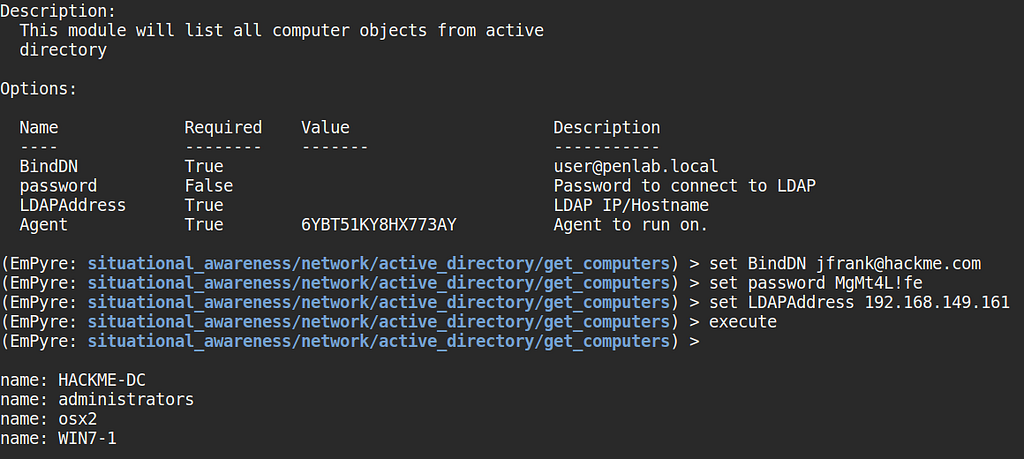 Description:
This module will list all computer objects from active
directory
Options:
Name Required Value Description
---- -------- ------- -----------
BindDN True user@penlab.local
password False Password to connect to LDAP
LDAPAddress True LDAP IP/Hostname
Agent True 6YBT51KY8HX773AY Agent to run on.
(EmPyre: situational_awareness/network/active_directory/get_computers) > set BindDN jfrank@hackme.com
(EmPyre: situational_awareness/network/active_directory/get_computers) > set password MgMt4L!fe
(EmPyre: situational_awareness/network/active_directory/get_computers) > set LDAPAddress 192.168.149.161
(EmPyre: situational_awareness/network/active_directory/get_computers) > execute
(EmPyre: situational_awareness/network/active_directory/get_computers) >
name: HACKME-DC
name: administrators
name: osx2
name: WIN7-1